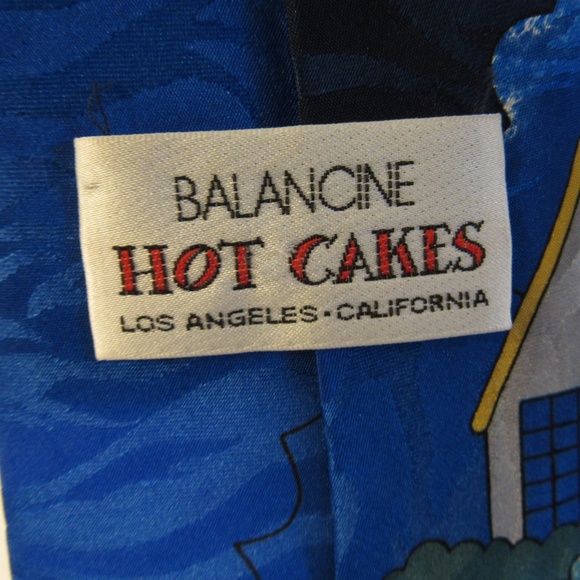 BALANCINE
HOT CAKES
LOS ANGELES • CALIFORNIA